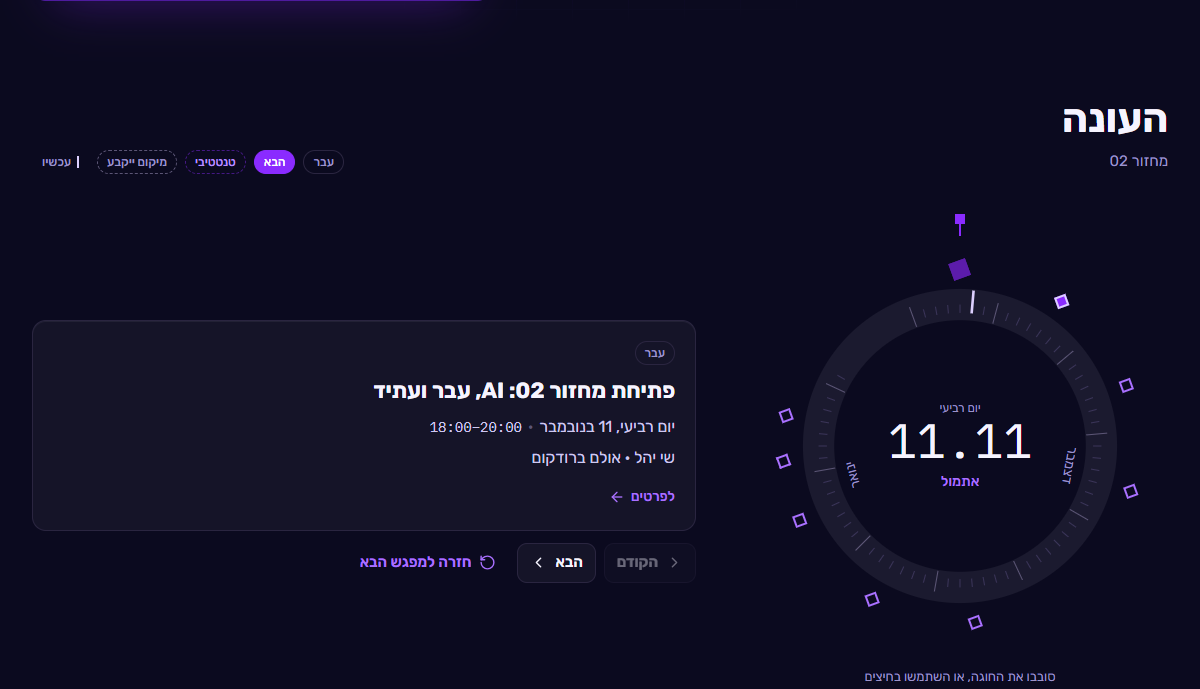 העונה
מחזור 02
עבר
הבא
טנטטיבי
מיקום ייקבע
עכשיו
דצמבר
ינואר
יום רביעי
11.11
אתמול
סובבו את החוגה, או השתמשו בחיצים
עבר
פתיחת מחזור 02: AI, עבר ועתיד
יום רביעי, 11 בנובמבר • 18:00–20:00
שי יהל • אולם ברודקום
לפרטים
הקודם
הבא
חזרה למפגש הבא